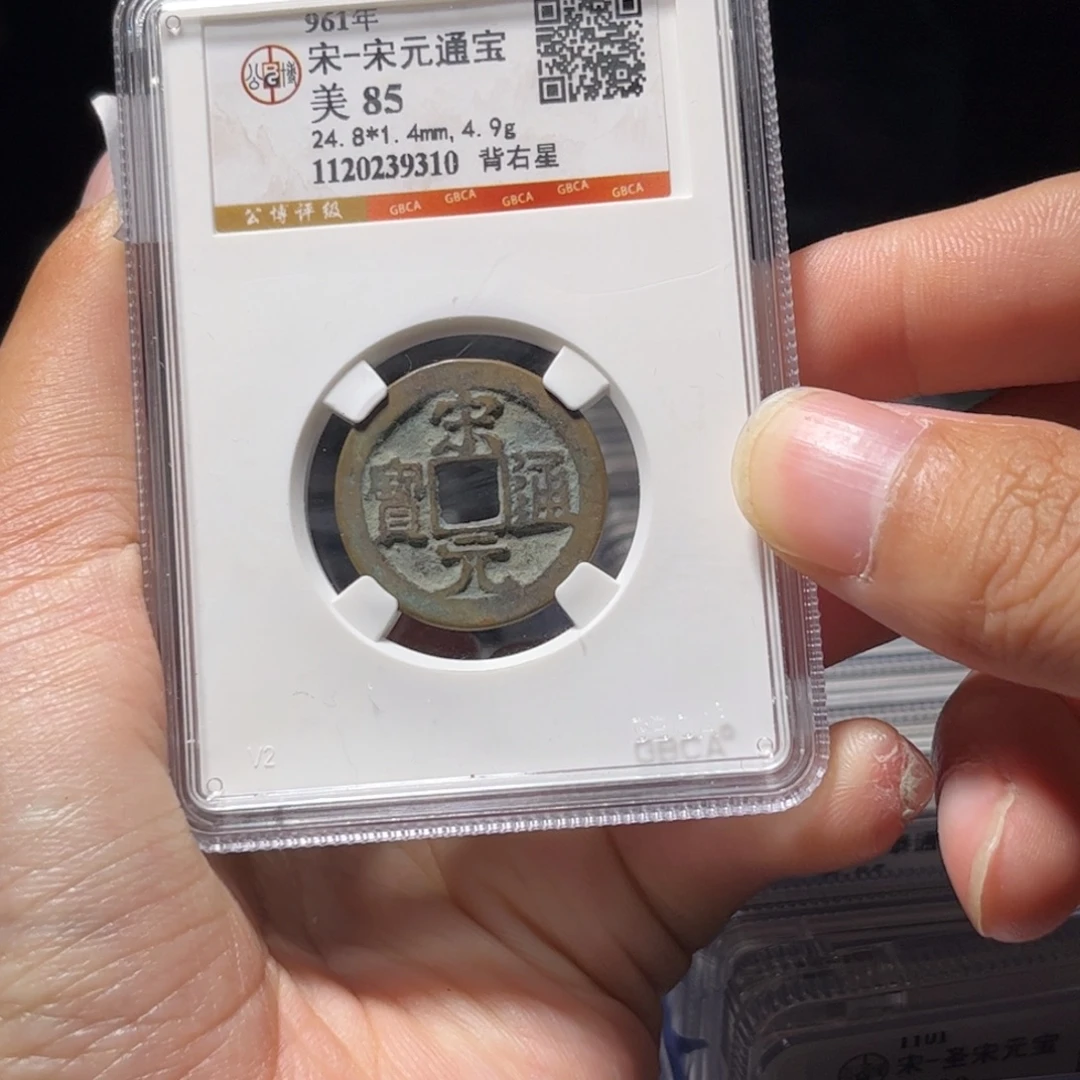 961年
宋-宋元通宝
美 85
24.8*1.4mm, 4.9g
1120239310 背右星
公博评级 GBCA GBCA GBCA GBCA GBCA
宋
寶 通
元
V2
GBCA
1101
宋-圣宋元宝